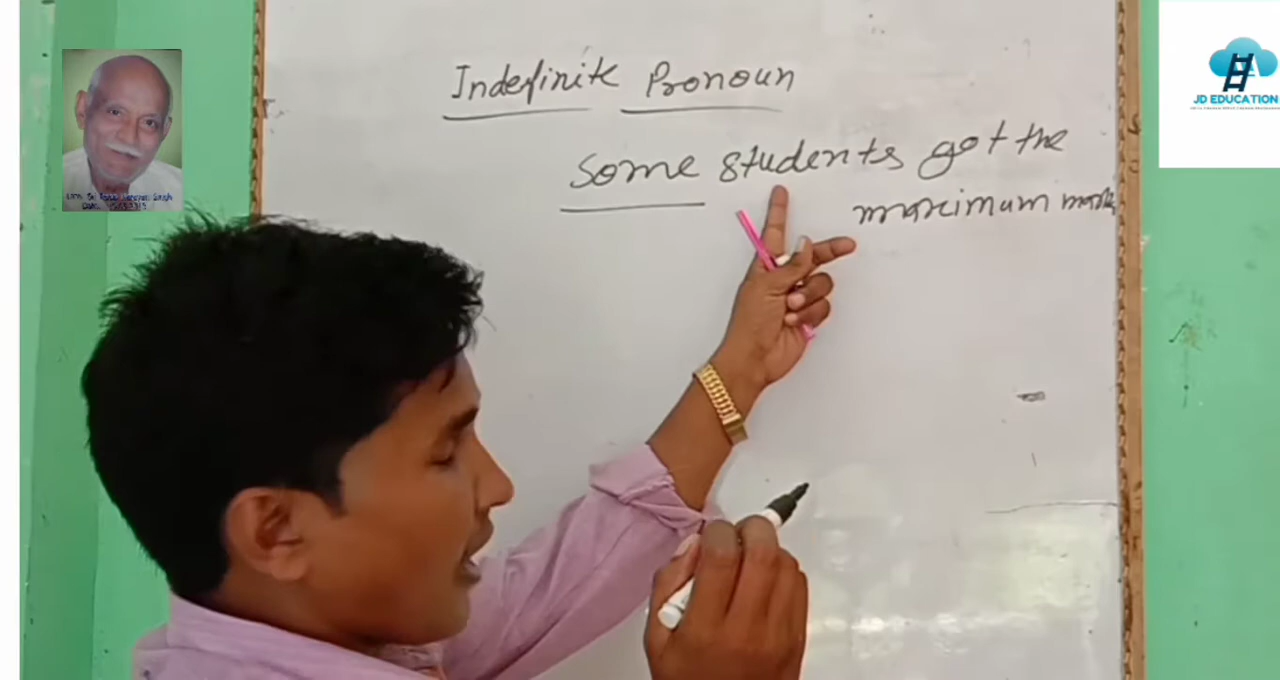 Indefinite Pronoun
Some students got the
maximum marks
JD EDUCATION